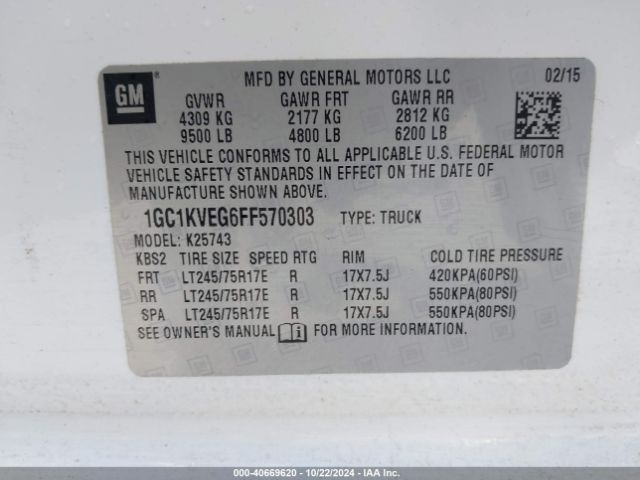 GM ®
MFD BY GENERAL MOTORS LLC 02/15
GVWR GAWR FRT GAWR RR
4309 KG 2177 KG 2812 KG
9500 LB 4800 LB 6200 LB
THIS VEHICLE CONFORMS TO ALL APPLICABLE U.S. FEDERAL MOTOR
VEHICLE SAFETY STANDARDS IN EFFECT ON THE DATE OF
MANUFACTURE SHOWN ABOVE.
1GC1KVEG6FF570303 TYPE: TRUCK
MODEL: K25743
KBS2 TIRE SIZE SPEED RTG RIM COLD TIRE PRESSURE
FRT LT245/75R17E R 17X7.5J 420KPA(60PSI)
RR LT245/75R17E R 17X7.5J 550KPA(80PSI)
SPA LT245/75R17E R 17X7.5J 550KPA(80PSI)
SEE OWNER'S MANUAL i FOR MORE INFORMATION.
000-40669620 - 10/22/2024 - IAA Inc.